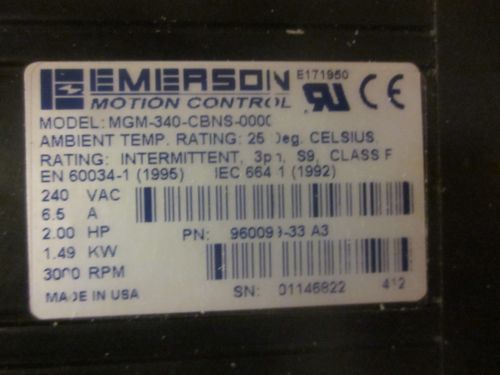 EMERSON E171950
MOTION CONTROL RU CE
MODEL: MGM-340-CBNS-0000
AMBIENT TEMP. RATING: 25 Deg. CELSIUS
RATING: INTERMITTENT, 3ph, S9, CLASS F
EN 60034-1 (1995) IEC 664 1 (1992)
240 VAC
6.5 A
2.00 HP PN: 960099-33 A3
1.49 KW
3000 RPM
MADE IN USA SN: 01146822 412